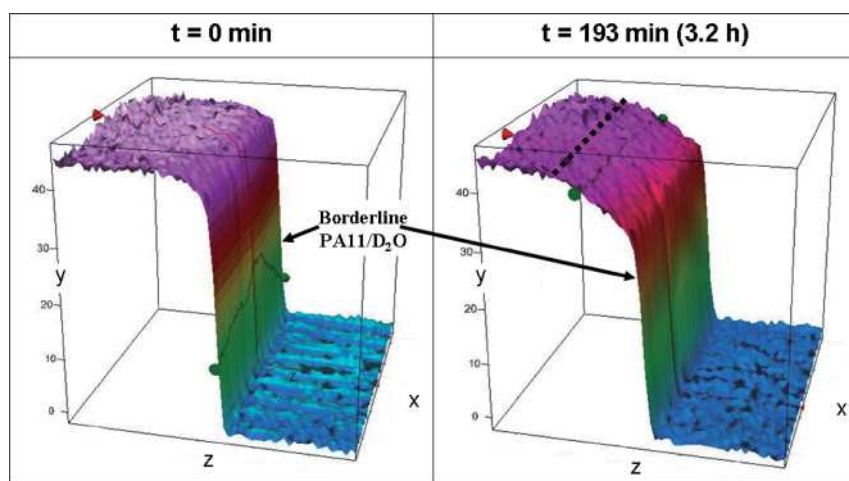 t = 0 min
t = 193 min (3.2 h)
40
30
20
10
0
y
z
x
Borderline
PA11/D₂O
40
30
20
10
0
y
z
x